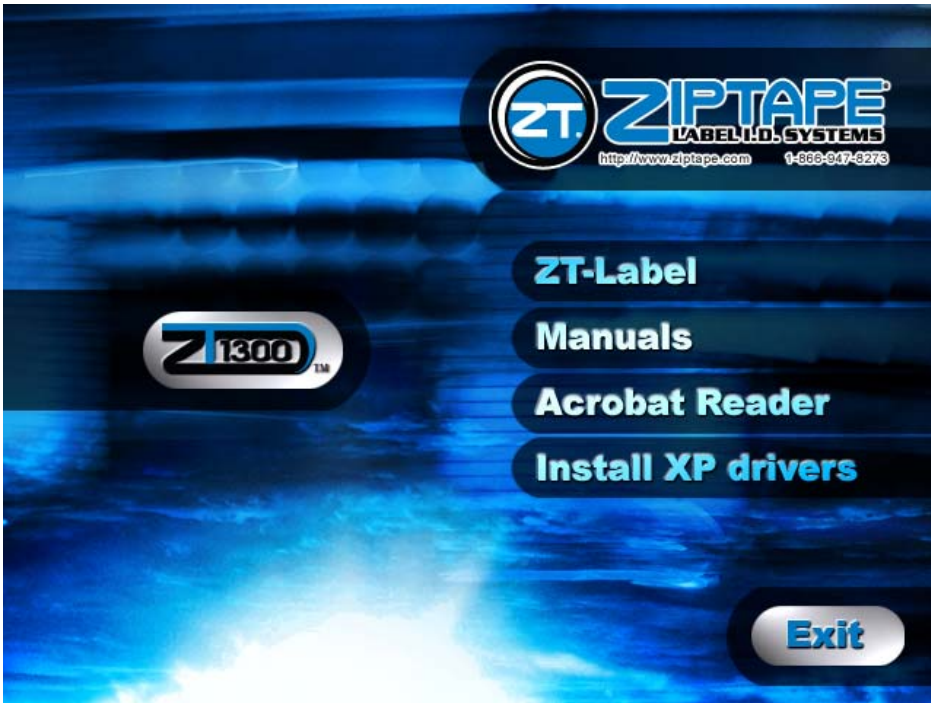 ZT.
ZIPTAPE
LABEL I.D. SYSTEMS
http://www.ziptape.com 1-866-947-8273
ZT-Label
ZT1300 TM
Manuals
Acrobat Reader
Install XP drivers
Exit